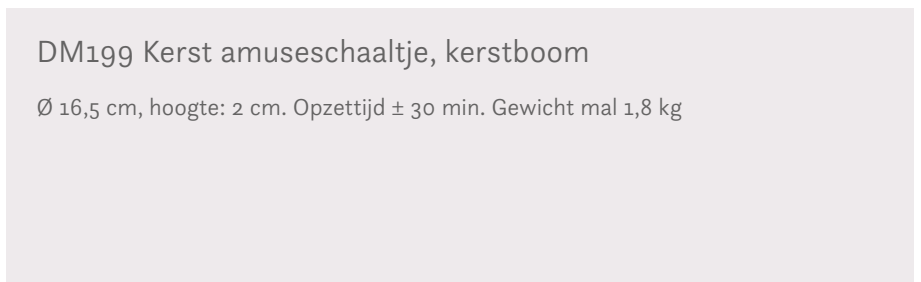 DM199 Kerst amuseschaaltje, kerstboom
Ø 16,5 cm, hoogte: 2 cm. Opzettijd ± 30 min. Gewicht mal 1,8 kg